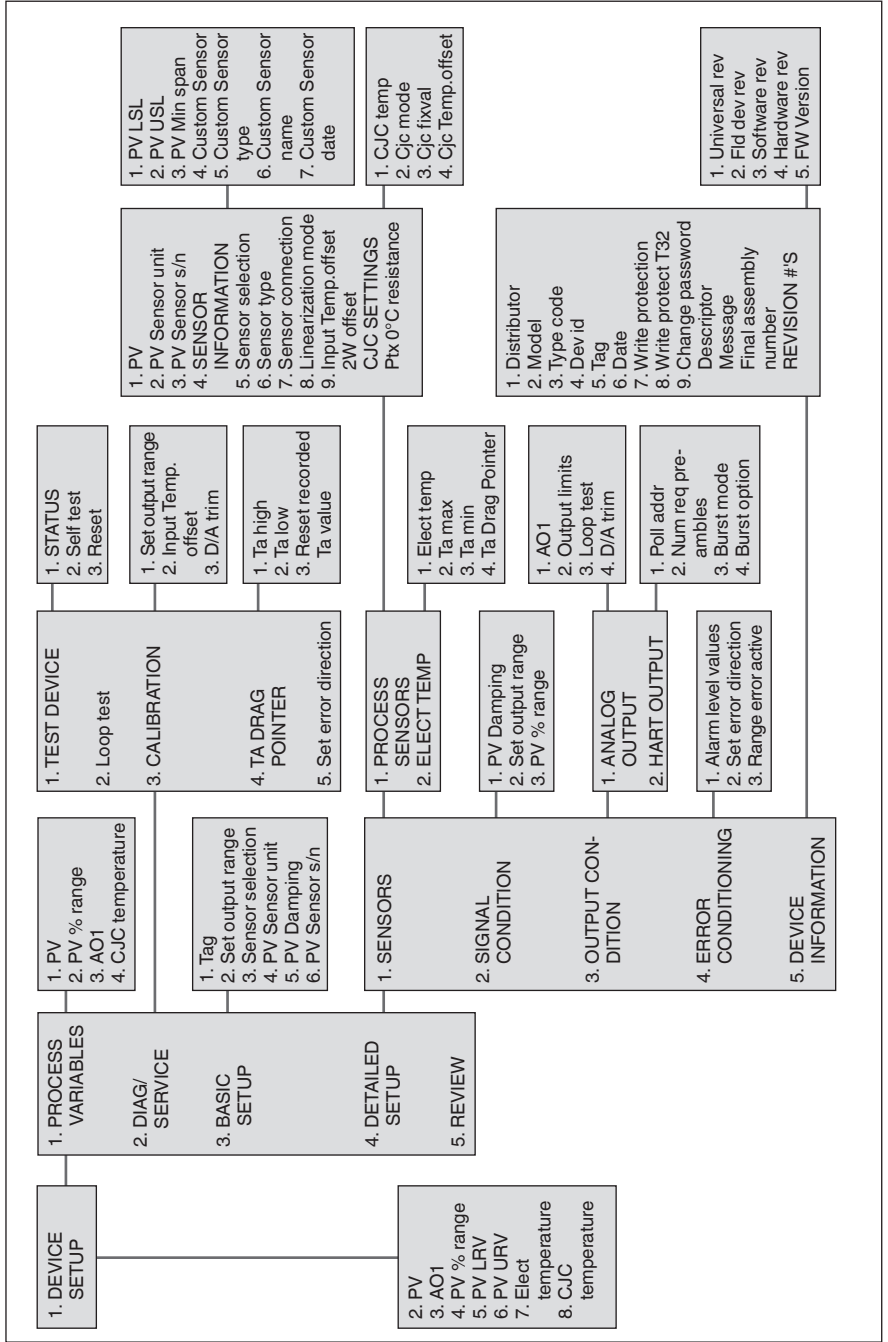 1. DEVICE
SETUP
2. PV
3. AO1
4. PV % range
5. PV LRV
6. PV URV
7. Elect
temperature
8. CJC
temperature
1. PROCESS
VARIABLES
2. DIAG/
SERVICE
3. BASIC
SETUP
4. DETAILED
SETUP
5. REVIEW
1. PV
2. PV % range
3. AO1
4. CJC temperature
1. Tag
2. Set output range
3. Sensor selection
4. PV Sensor unit
5. PV Damping
6. PV Sensor s/n
1. SENSORS
2. SIGNAL
CONDITION
3. OUTPUT CON-
DITION
4. ERROR
CONDITIONING
5. DEVICE
INFORMATION
1. TEST DEVICE
2. Loop test
3. CALIBRATION
4. TA DRAG
POINTER
5. Set error direction
1. PROCESS
SENSORS
2. ELECT TEMP
1. PV Damping
2. Set output range
3. PV % range
1. ANALOG
OUTPUT
2. HART OUTPUT
1. Alarm level values
2. Set error direction
3. Range error active
1. STATUS
2. Self test
3. Reset
1. Set output range
2. Input Temp.
offset
3. D/A trim
1. Ta high
2. Ta low
3. Reset recorded
Ta value
1. Elect temp
2. Ta max
3. Ta min
4. Ta Drag Pointer
1. AO1
2. Output limits
3. Loop test
4. D/A trim
1. Poll addr
2. Num req pre-
ambles
3. Burst mode
4. Burst option
1. PV
2. PV Sensor unit
3. PV Sensor s/n
4. SENSOR
INFORMATION
5. Sensor selection
6. Sensor type
7. Sensor connection
8. Linearization mode
9. Input Temp.offset
2W offset
CJC SETTINGS
Ptx 0°C resistance
1. Distributor
2. Model
3. Type code
4. Dev id
5. Tag
6. Date
7. Write protection
8. Write protect T32
9. Change password
Descriptor
Message
Final assembly
number
REVISION #'S
1. PV LSL
2. PV USL
3. PV Min span
4. Custom Sensor
5. Custom Sensor
type
6. Custom Sensor
name
7. Custom Sensor
date
1. CJC temp
2. Cjc mode
3. Cjc fixval
4. Cjc Temp.offset
1. Universal rev
2. Fld dev rev
3. Software rev
4. Hardware rev
5. FW Version